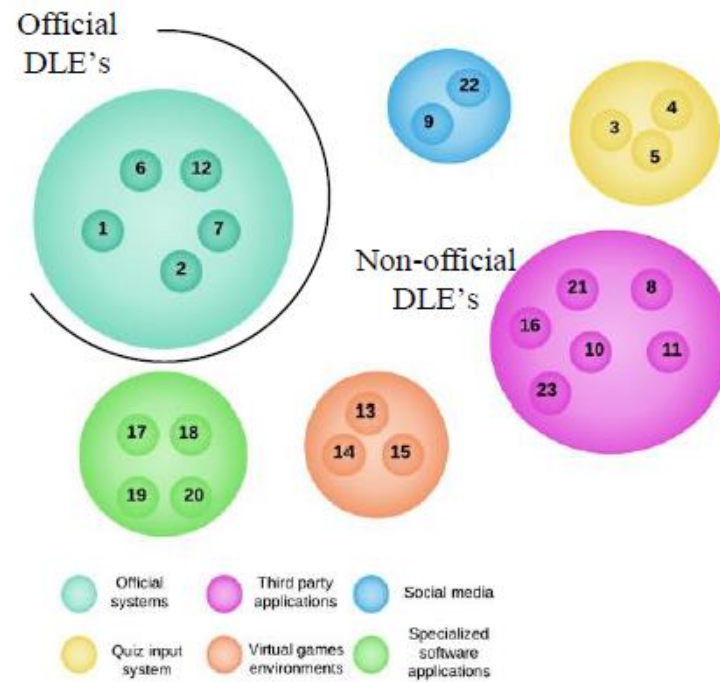 Official
DLE's
22
9
4
3
5
6
12
1
7
2
Non-official
DLE's
21
8
16
10
11
23
17
18
19
20
13
14
15
Official
systems
Third party
applications
Social media
Quiz input
system
Virtual games
environments
Specialized
software
applications